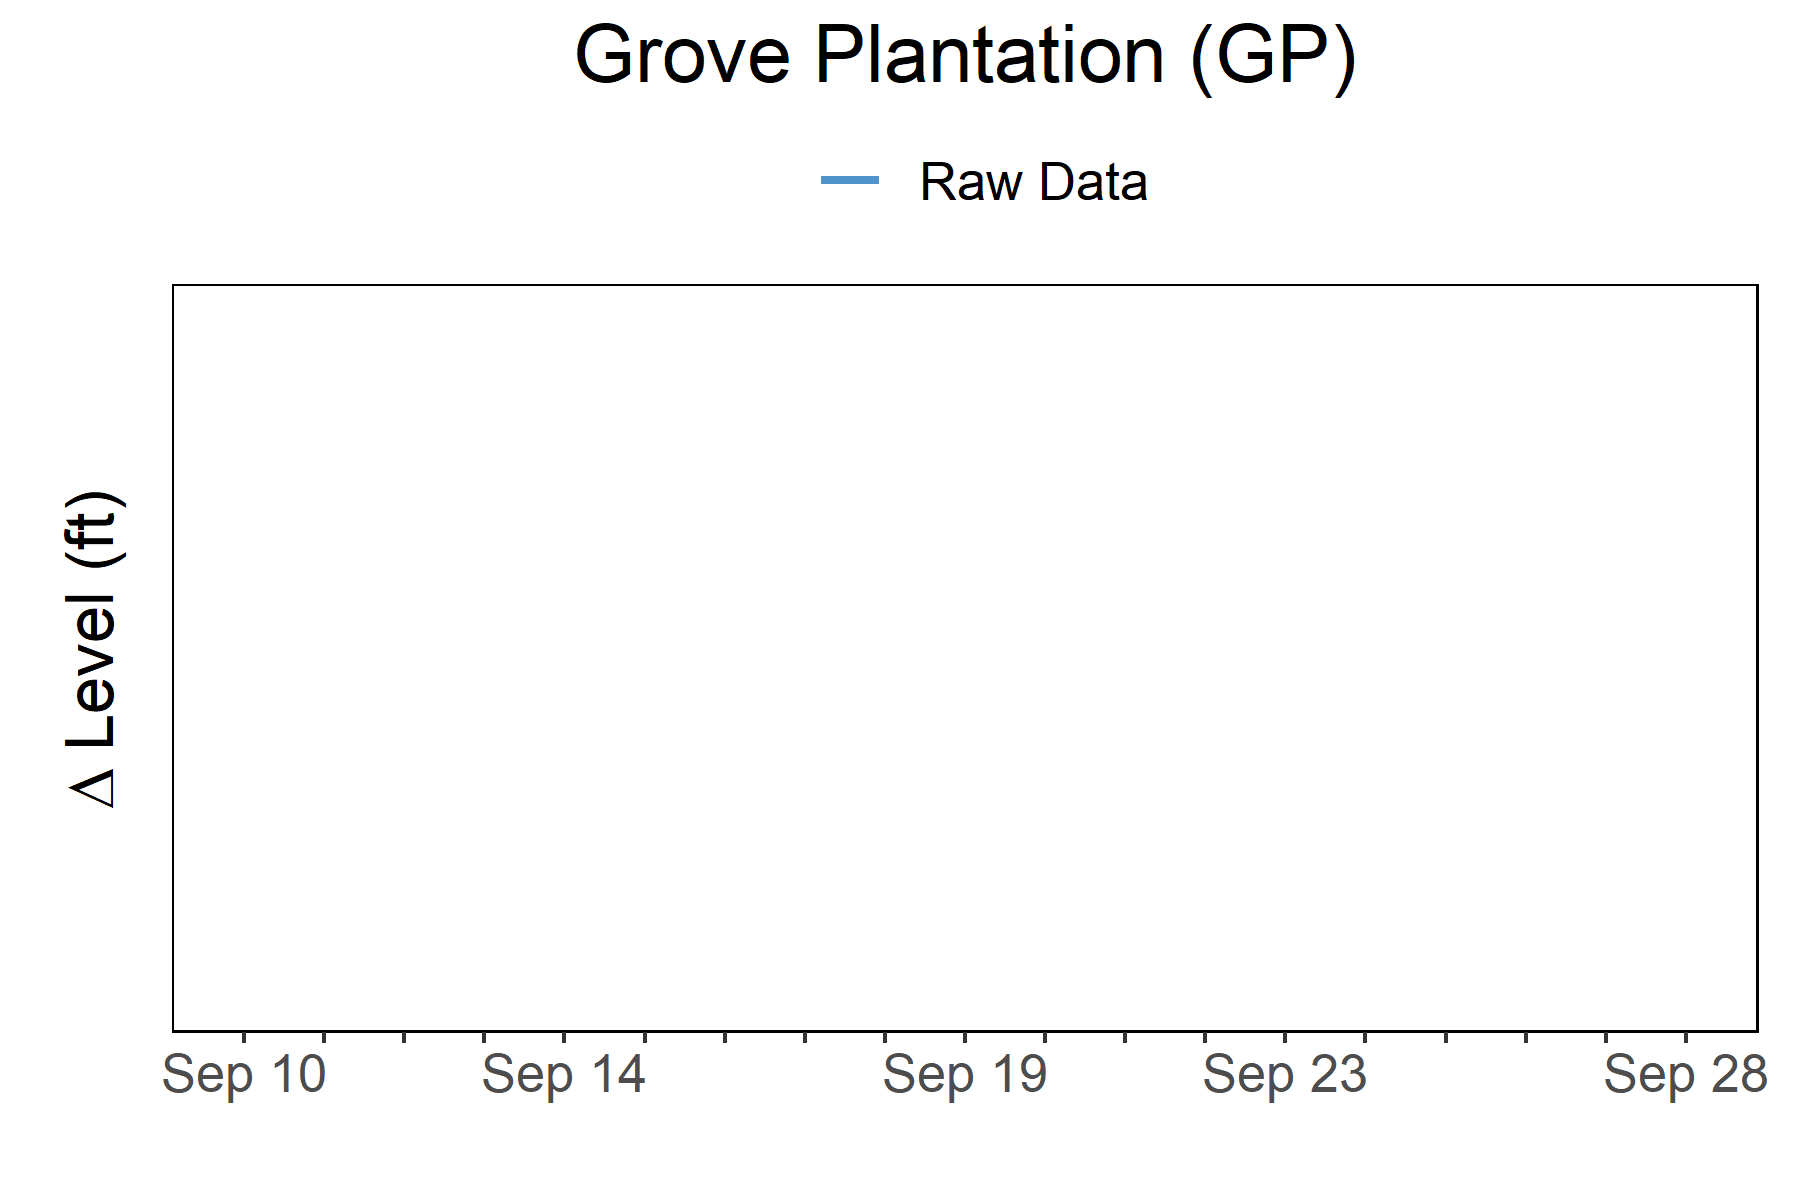 Grove Plantation (GP)
Raw Data
Δ Level (ft)
Sep 10 Sep 14 Sep 19 Sep 23 Sep 28